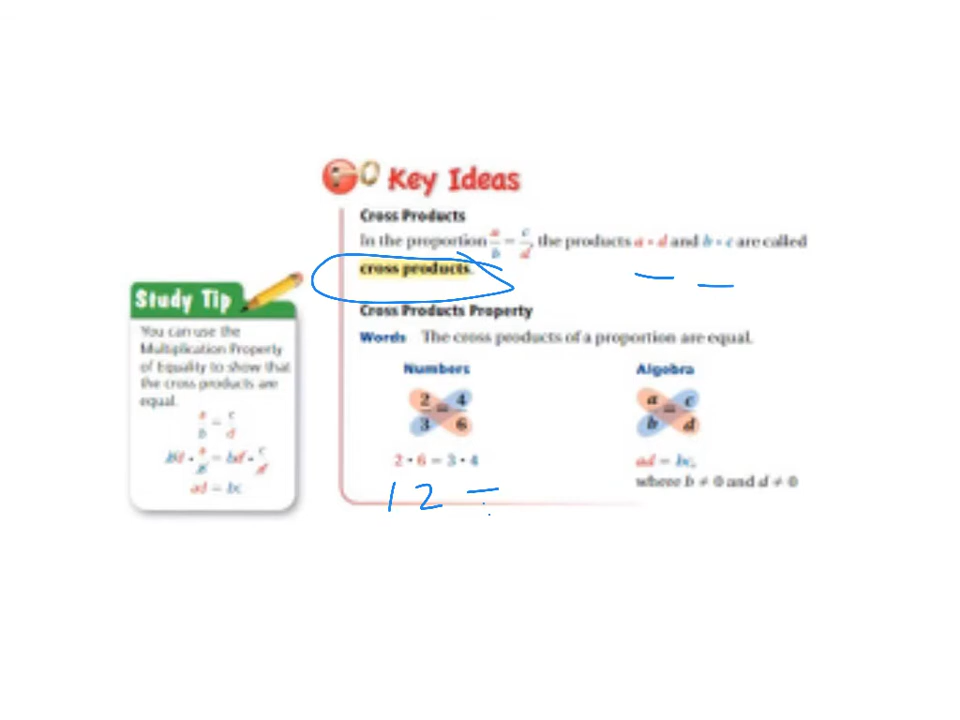 Key Ideas
Cross Products
In the proportion a/b = c/d, the products a • d and b • c are called
cross products.
Cross Products Property
Words The cross products of a proportion are equal.
Numbers Algebra
2/3 = 4/6 a/b = c/d
2 • 6 = 3 • 4 ad = bc,
where b ≠ 0 and d ≠ 0
12 =
Study Tip
You can use the
Multiplication Property
of Equality to show that
the cross products are
equal.
a/b = c/d
bd • a/b = bd • c/d
ad = bc